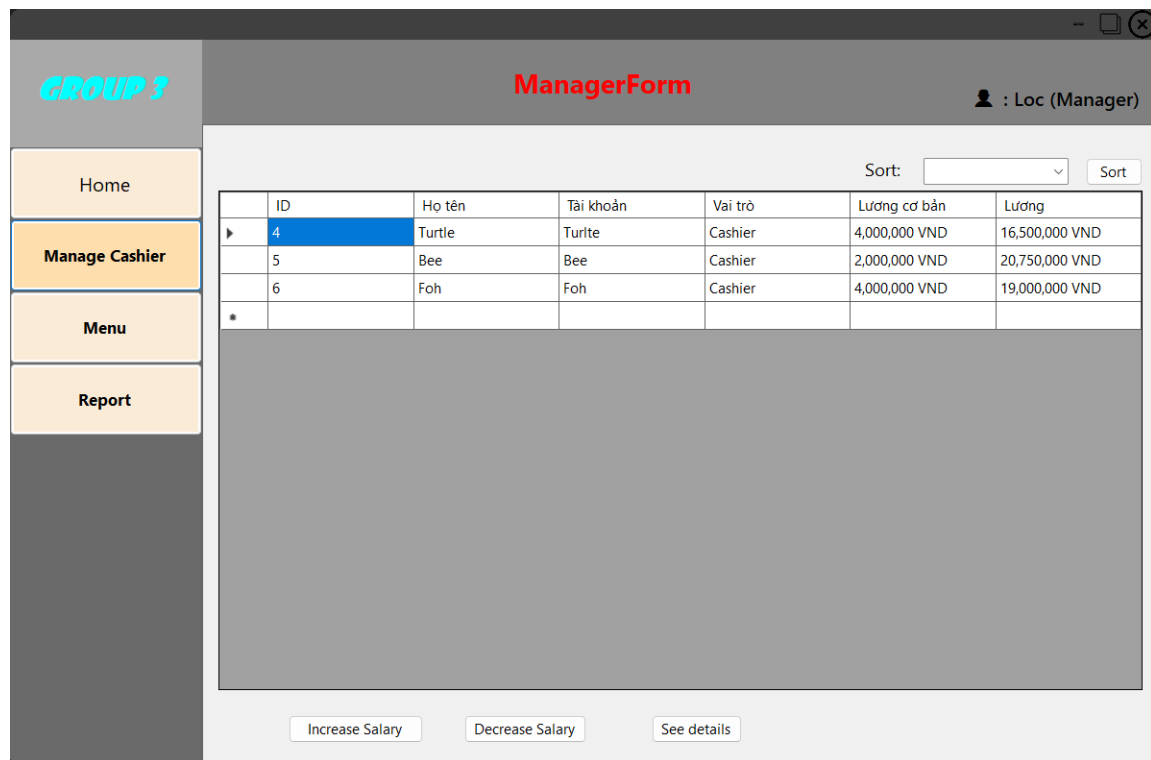 GROUP 3
ManagerForm
: Loc (Manager)
Home
Manage Cashier
Menu
Report
Sort: Sort
ID Họ tên Tài khoản Vai trò Lương cơ bản Lương
4 Turtle Turlte Cashier 4,000,000 VND 16,500,000 VND
5 Bee Bee Cashier 2,000,000 VND 20,750,000 VND
6 Foh Foh Cashier 4,000,000 VND 19,000,000 VND
Increase Salary Decrease Salary See details